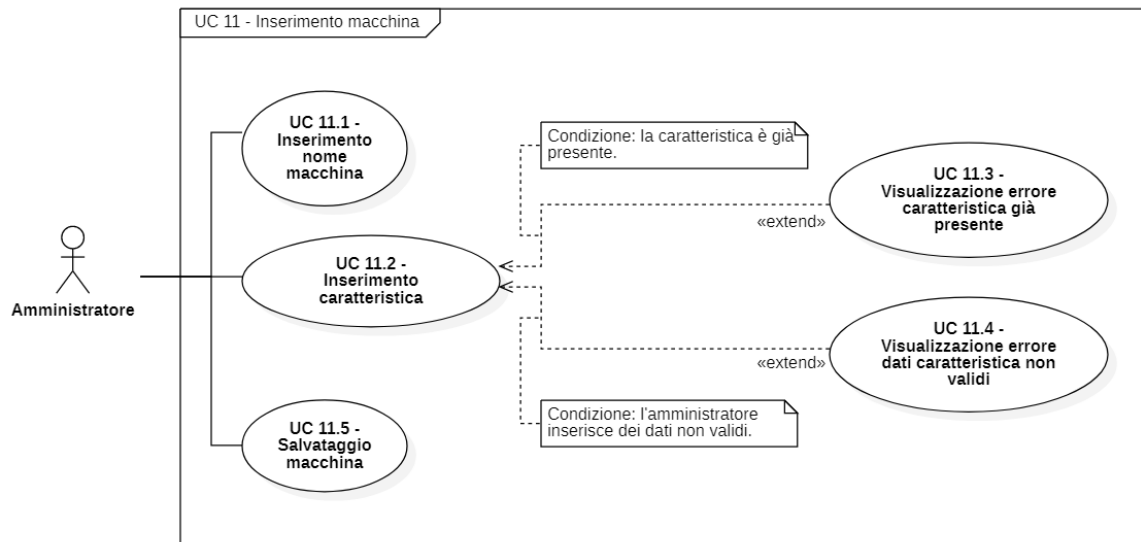 UC 11 - Inserimento macchina
UC 11.1 -
Inserimento
nome
macchina
Condizione: la caratteristica è già
presente.
UC 11.3 -
Visualizzazione errore
caratteristica già
presente
«extend»
UC 11.2 -
Inserimento
caratteristica
Amministratore
UC 11.4 -
Visualizzazione errore
dati caratteristica non
validi
«extend»
Condizione: l'amministratore
inserisce dei dati non validi.
UC 11.5 -
Salvataggio
macchina